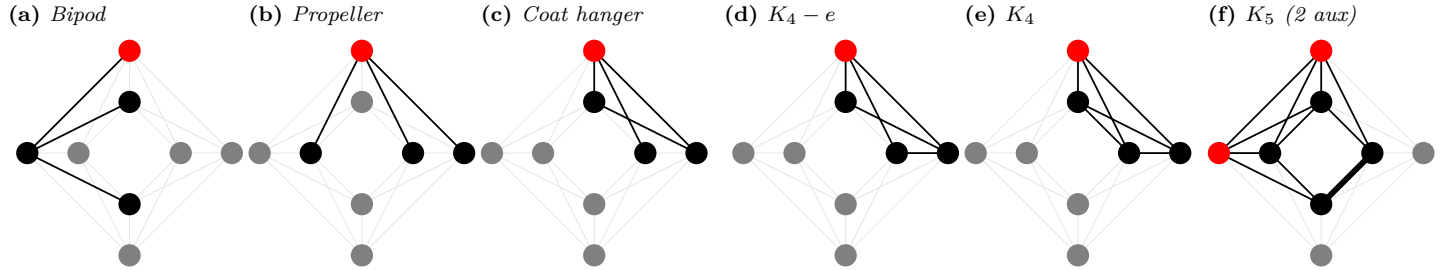 (a) Bipod (b) Propeller (c) Coat hanger (d) K₄ − e (e) K₄ (f) K₅ (2 aux)